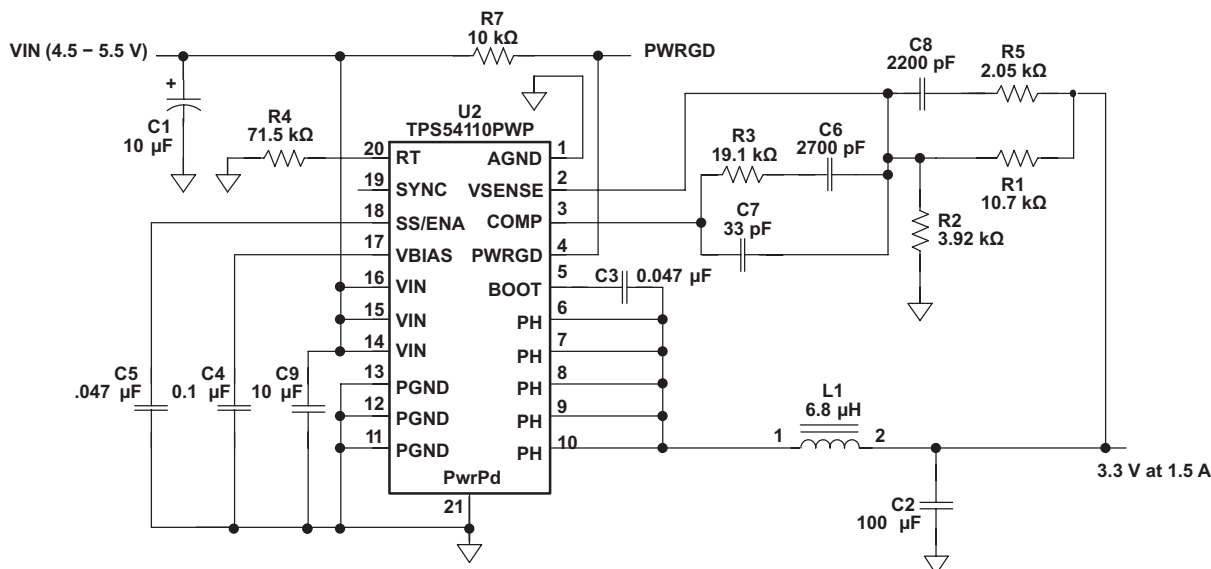 R7
10 kΩ
VIN (4.5 – 5.5 V)
PWRGD
C8
2200 pF
R5
2.05 kΩ
+
C1
10 µF
R4
71.5 kΩ
U2
TPS54110PWP
R3
19.1 kΩ
C6
2700 pF
R1
10.7 kΩ
C7
33 pF
R2
3.92 kΩ
20 RT
19 SYNC
18 SS/ENA
17 VBIAS
16 VIN
15 VIN
14 VIN
13 PGND
12 PGND
11 PGND
AGND 1
VSENSE 2
COMP 3
PWRGD 4
BOOT 5
PH 6
PH 7
PH 8
PH 9
PH 10
PwrPd
21
C3 0.047 µF
C5
.047 µF
C4
0.1 µF
C9
10 µF
L1
6.8 µH
1 2
3.3 V at 1.5 A
C2
100 µF